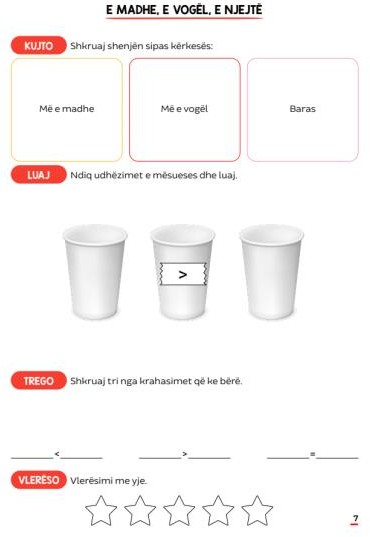 E MADHE, E VOGËL, E NJEJTË
KUJTO Shkruaj shenjën sipas kërkesës:
Më e madhe Më e vogël Baras
LUAJ Ndiq udhëzimet e mësueses dhe luaj.
>
TREGO Shkruaj tri nga krahasimet që ke bërë.
________<________ ________>________ ________=________
VLERËSO Vlerësimi me yje.
7